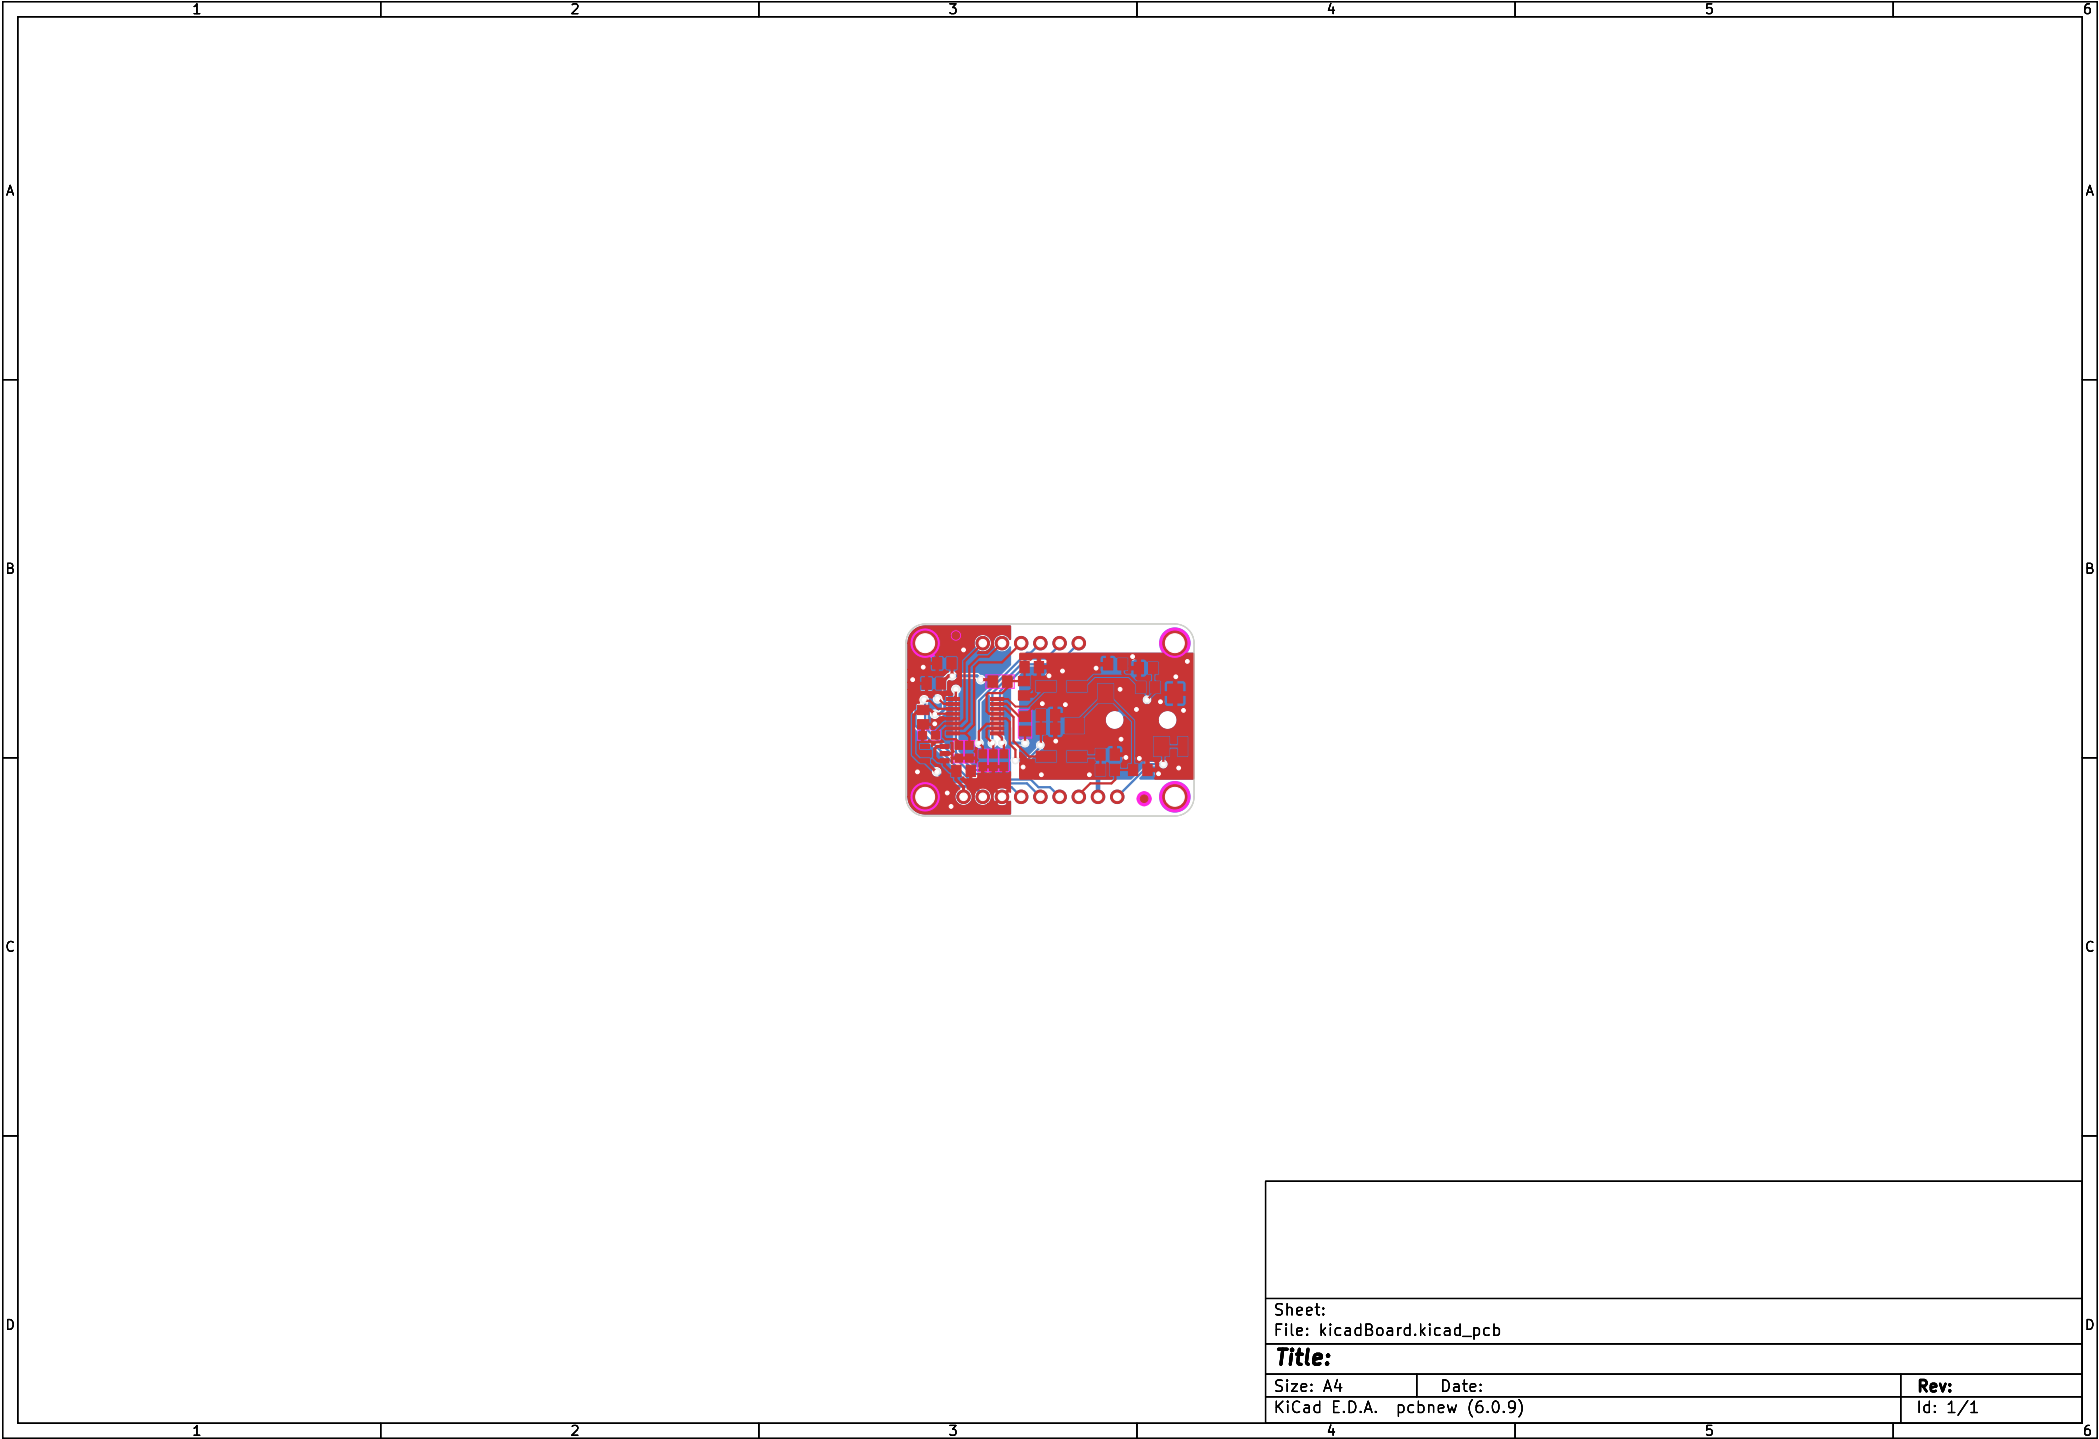 1 2 3 4 5 6
A A
B B
C C
D D
Sheet:
File: kicadBoard.kicad_pcb
Title:
Size: A4 Date: Rev:
KiCad E.D.A. pcbnew (6.0.9) Id: 1/1
1 2 3 4 5 6